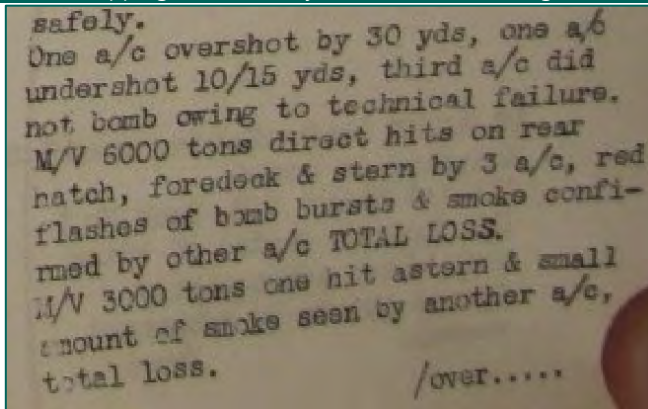 safely.
One a/c overshot by 30 yds, one a/c
undershot 10/15 yds, third a/c did
not bomb owing to technical failure.
M/V 6000 tons direct hits on rear
hatch, foredeck & stern by 3 a/c, red
flashes of bomb bursts & smoke confi-
rmed by other a/c TOTAL LOSS.
M/V 3000 tons one hit astern & small
amount of smoke seen by another a/c,
total loss.
/over.....